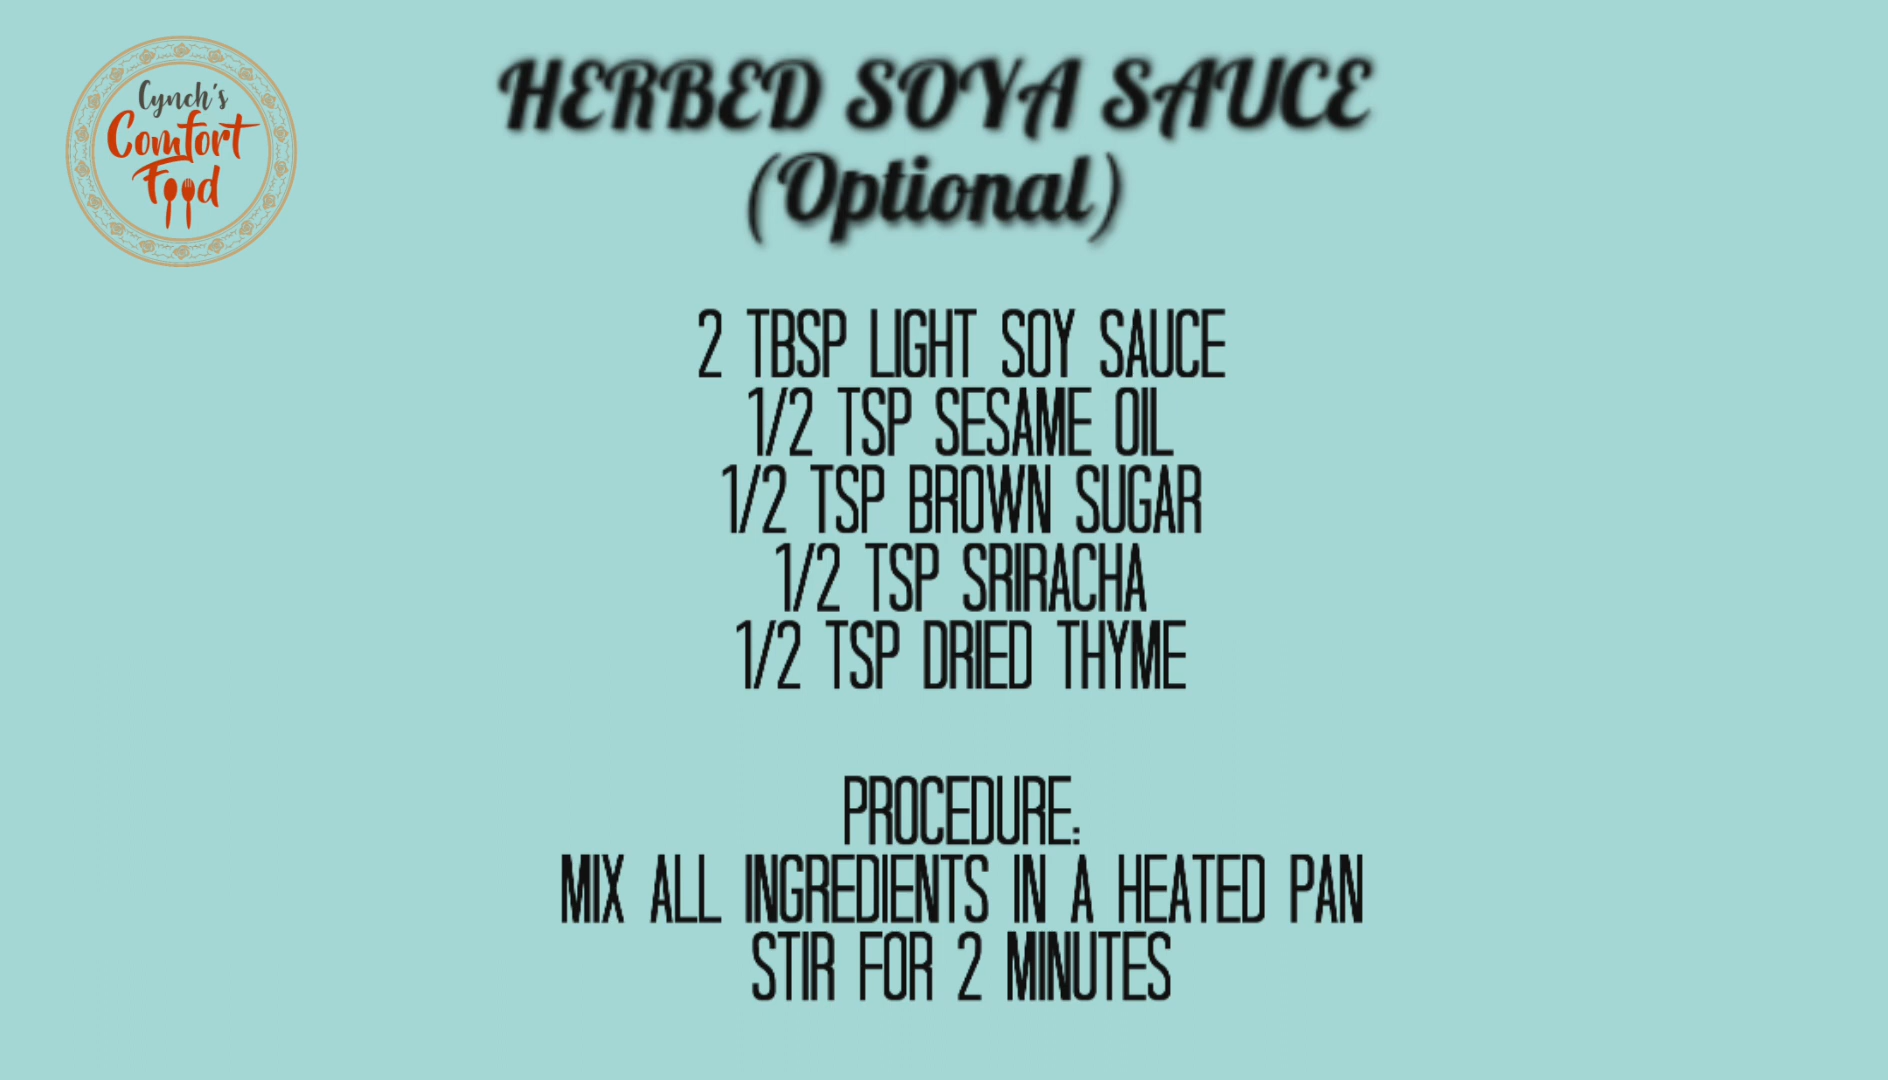 Cynch's
Comfort
Food
HERBED SOYA SAUCE
(Optional)
2 TBSP LIGHT SOY SAUCE
1/2 TSP SESAME OIL
1/2 TSP BROWN SUGAR
1/2 TSP SRIRACHA
1/2 TSP DRIED THYME
PROCEDURE:
MIX ALL INGREDIENTS IN A HEATED PAN
STIR FOR 2 MINUTES